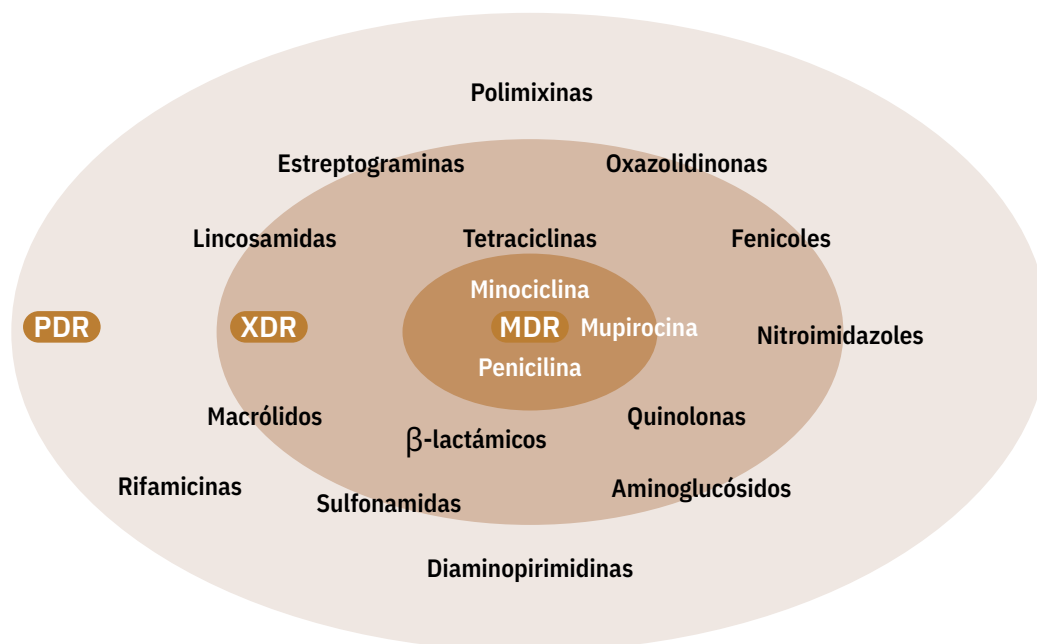 Polimixinas
Estreptograminas
Oxazolidinonas
Lincosamidas
Tetraciclinas
Fenicoles
Minociclina
PDR
XDR
MDR
Mupirocina
Nitroimidazoles
Penicilina
Macrólidos
Quinolonas
β-lactámicos
Rifamicinas
Sulfonamidas
Aminoglucósidos
Diaminopirimidinas